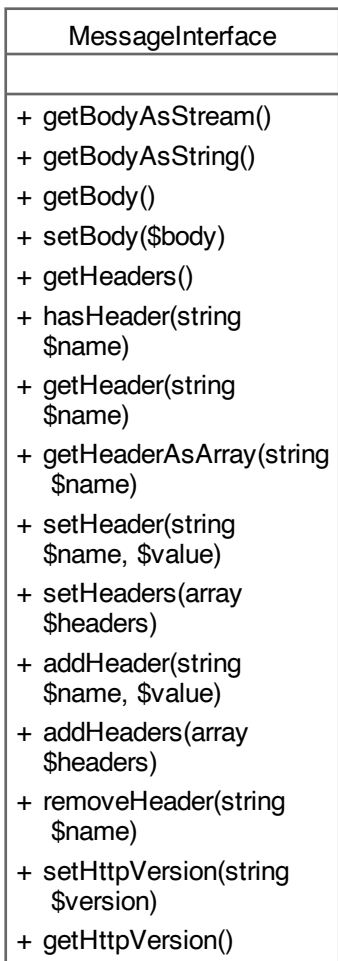 MessageInterface
+ getBodyAsStream()
+ getBodyAsString()
+ getBody()
+ setBody($body)
+ getHeaders()
+ hasHeader(string
$name)
+ getHeader(string
$name)
+ getHeaderAsArray(string
$name)
+ setHeader(string
$name, $value)
+ setHeaders(array
$headers)
+ addHeader(string
$name, $value)
+ addHeaders(array
$headers)
+ removeHeader(string
$name)
+ setHttpVersion(string
$version)
+ getHttpVersion()